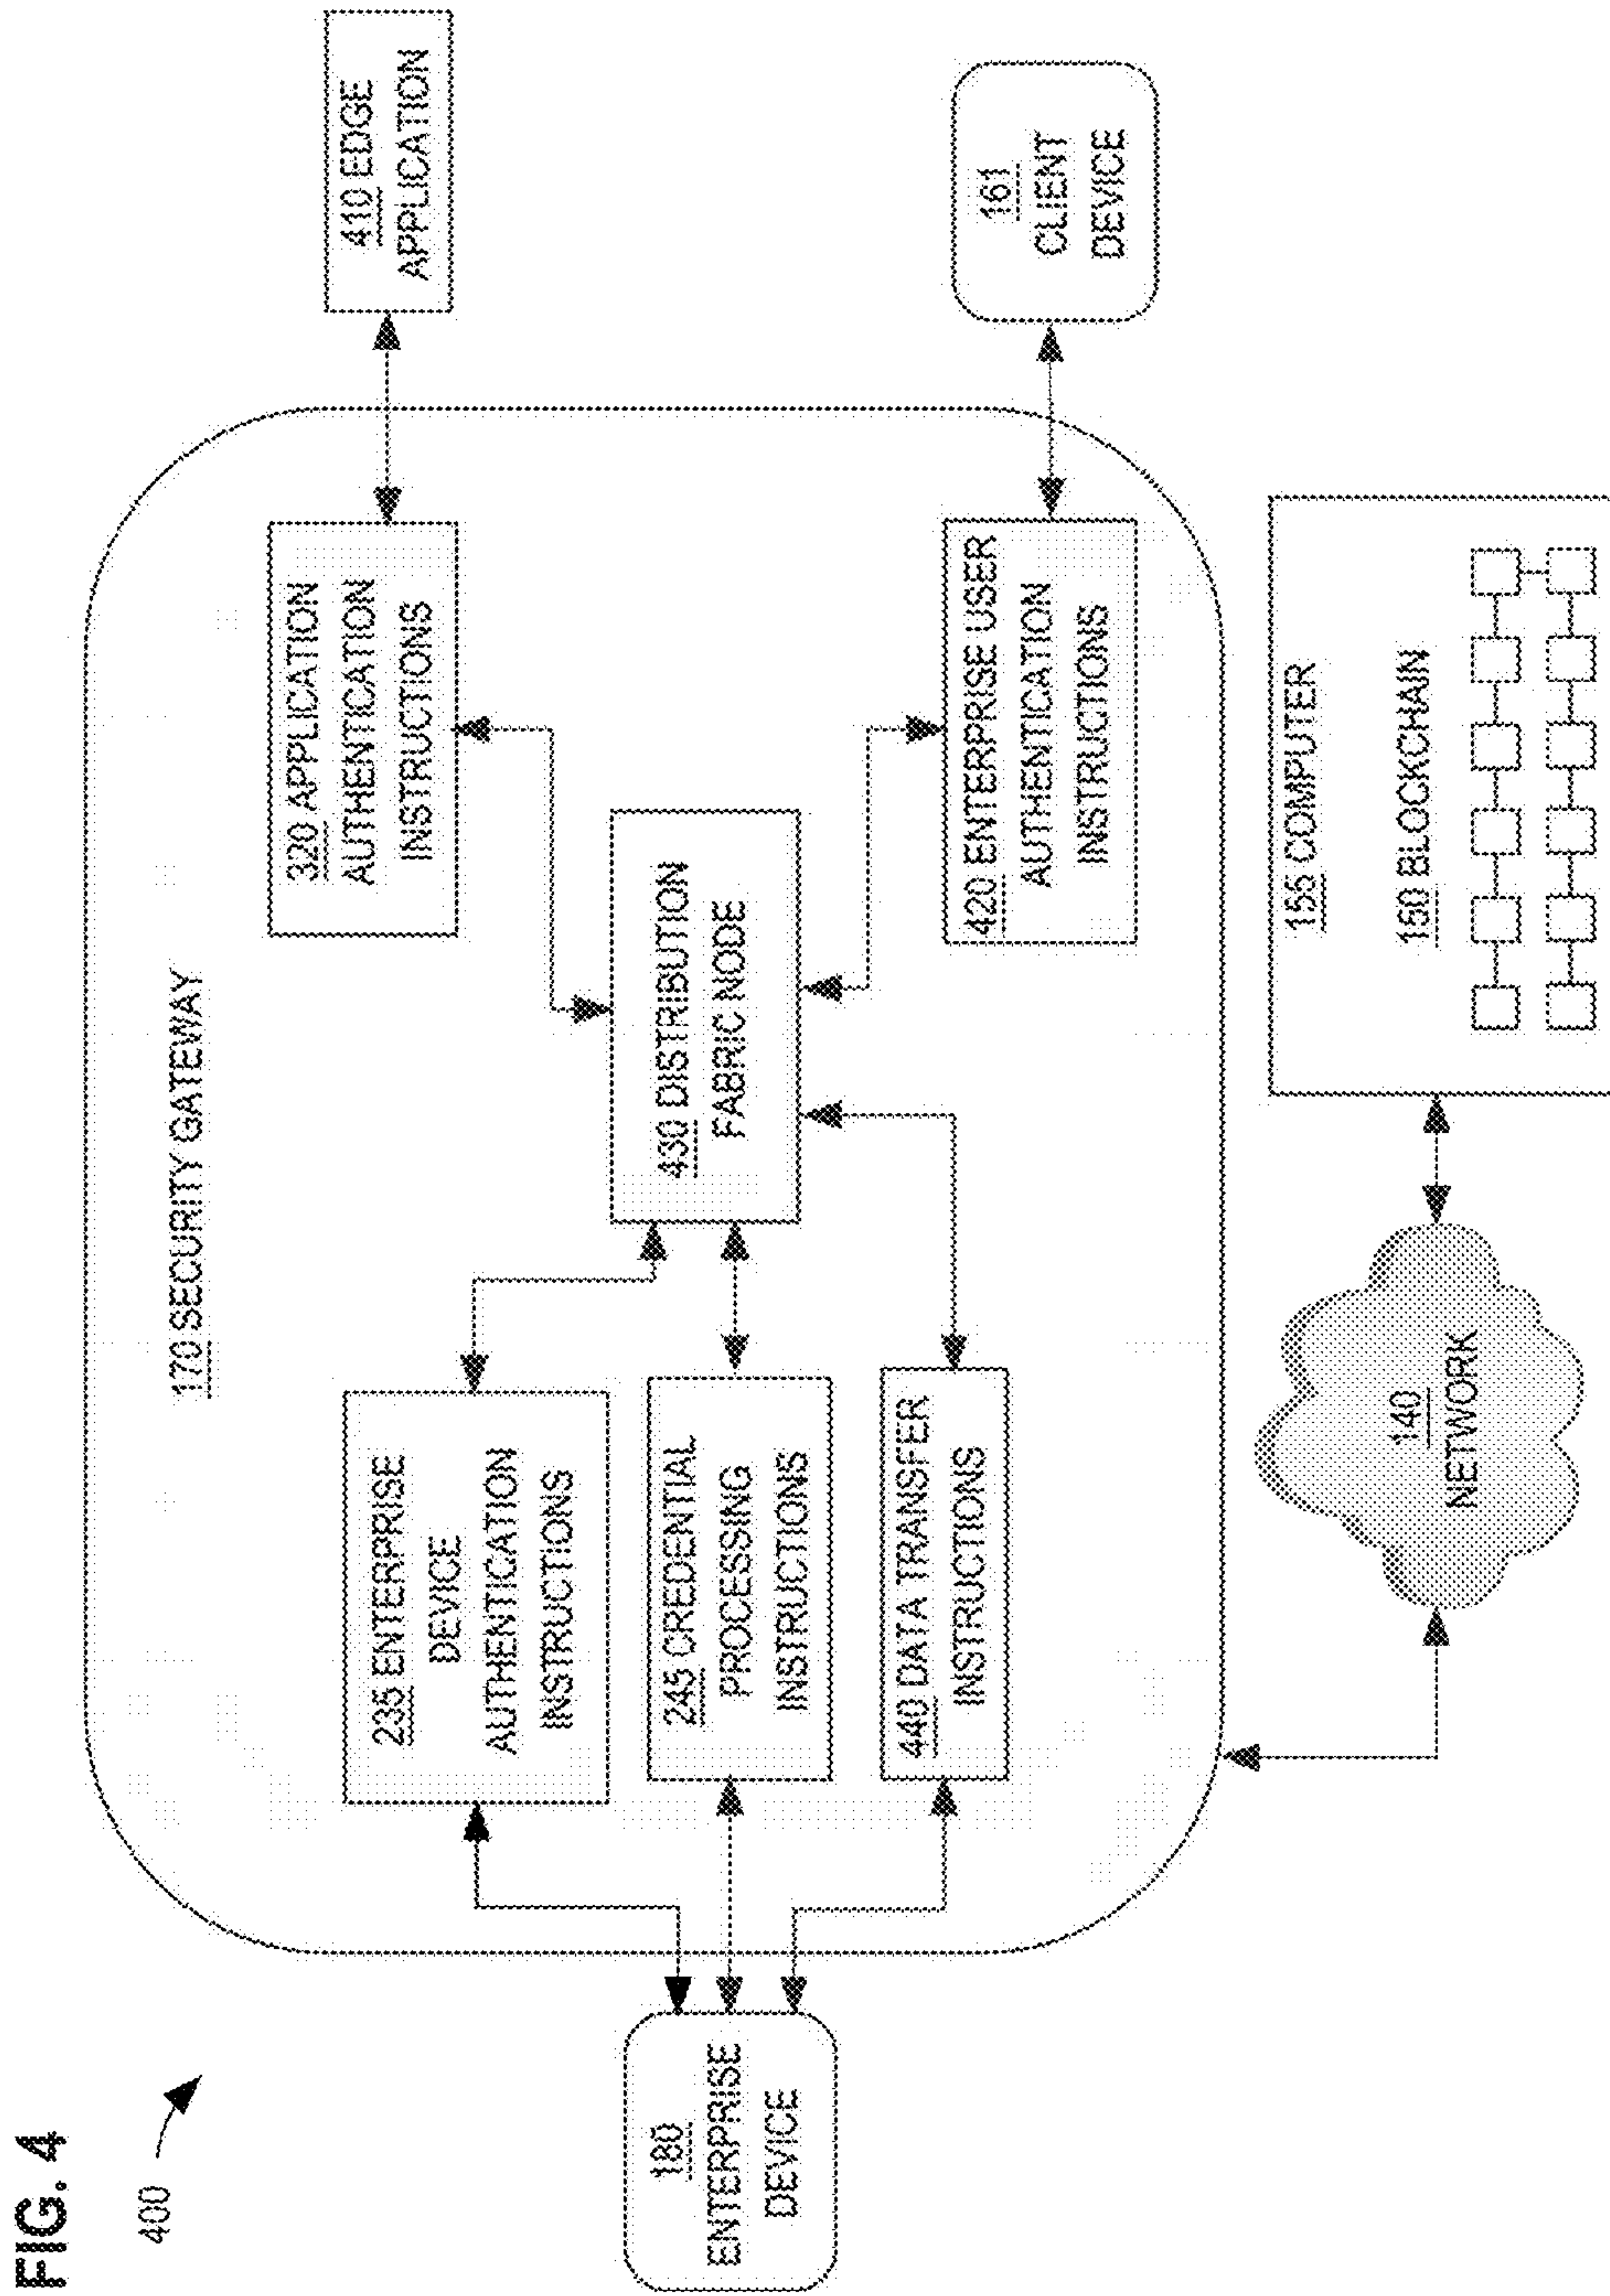 FIG. 4
400
170 SECURITY GATEWAY
180
ENTERPRISE
DEVICE
235 ENTERPRISE
DEVICE
AUTHENTICATION
INSTRUCTIONS
245 CREDENTIAL
PROCESSING
INSTRUCTIONS
440 DATA TRANSFER
INSTRUCTIONS
430 DISTRIBUTION
FABRIC NODE
320 APPLICATION
AUTHENTICATION
INSTRUCTIONS
420 ENTERPRISE USER
AUTHENTICATION
INSTRUCTIONS
410 EDGE
APPLICATION
161
CLIENT
DEVICE
140
NETWORK
155 COMPUTER
150 BLOCKCHAIN